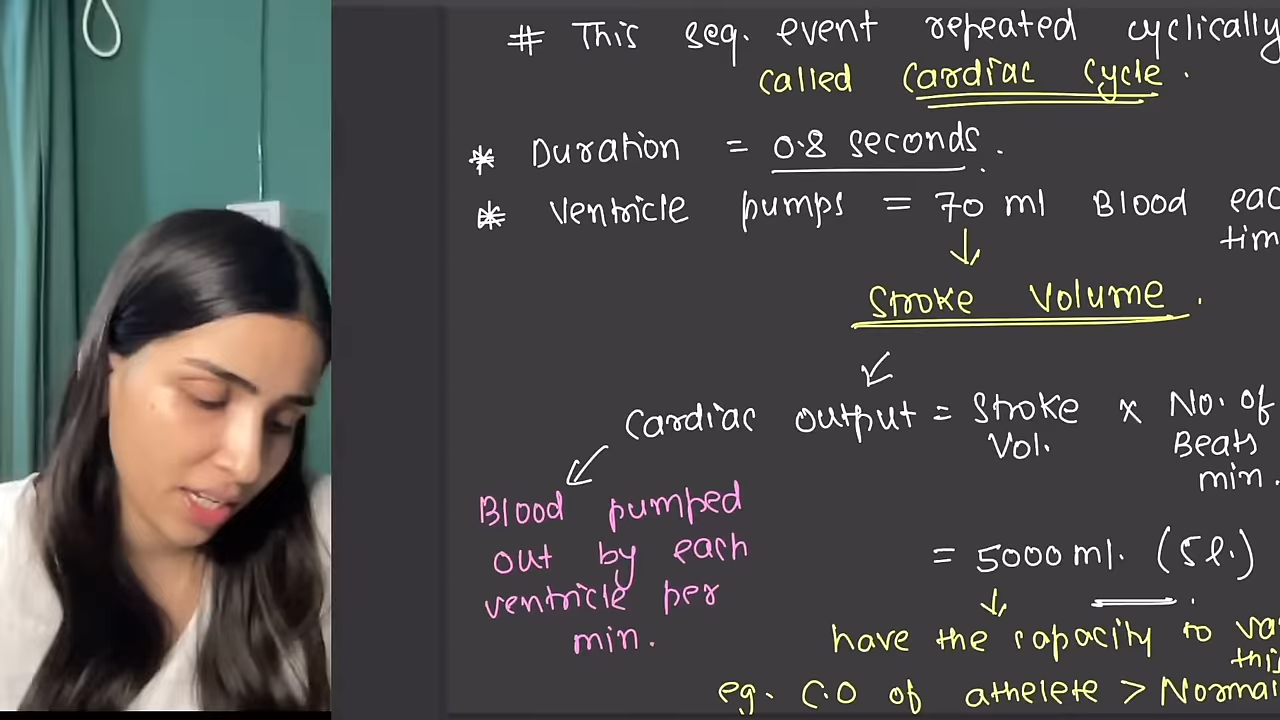 # This seq. event repeated cyclically
called Cardiac Cycle.
* Duration = 0.8 seconds.
* Ventricle pumps = 70 ml Blood eac
tim
Stroke Volume.
Cardiac output = Stroke x No. of
Vol. Beats
min.
Blood pumped
out by each
ventricle per
min.
= 5000 ml. (5 l.)
have the capacity to va
this
eg. C.O of athelete > Normal